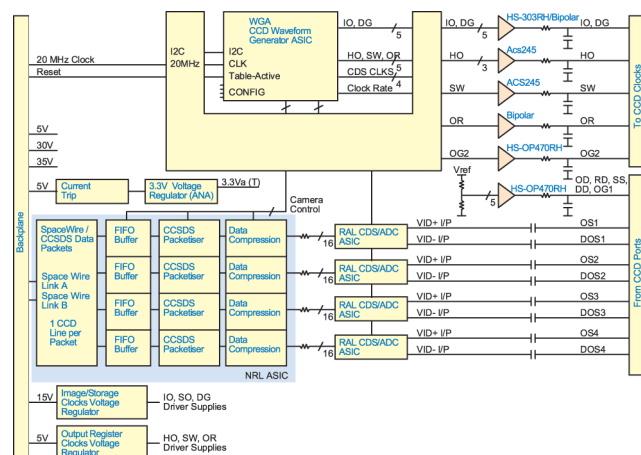 WGA
CCD Waveform
Generator ASIC
I2C
20MHz
I2C
CLK
Table-Active
CONFIG
IO, DG
5
HO, SW, OR
5
CDS CLKS
4
Clock Rate
20 MHz Clock
Reset
IO, DG
5
HS-303RH/Bipolar
IO, DG
HO
3
Acs245
HO
SW
ACS245
SW
OR
Bipolar
OR
OG2
HS-OP470RH
OG2
Vref
5
HS-OP470RH
OD, RD, SS,
DD, OG1
To CCD Clocks
Backplane
5V
30V
35V
5V
Current
Trip
3.3V Voltage
Regulator (ANA)
3.3Va (T)
Camera
Control
SpaceWire /
CCSDS Data
Packets
Space Wire
Link A
Space Wire
Link B
1 CCD
Line per
Packet
FIFO
Buffer
CCSDS
Packetiser
Data
Compression
16
RAL CDS/ADC
ASIC
VID+ I/P
VID- I/P
OS1
DOS1
FIFO
Buffer
CCSDS
Packetiser
Data
Compression
16
RAL CDS/ADC
ASIC
VID+ I/P
VID- I/P
OS2
DOS2
FIFO
Buffer
CCSDS
Packetiser
Data
Compression
16
RAL CDS/ADC
ASIC
VID+ I/P
VID- I/P
OS3
DOS3
FIFO
Buffer
CCSDS
Packetiser
Data
Compression
16
RAL CDS/ADC
ASIC
VID+ I/P
VID- I/P
OS4
DOS4
From CCD Ports
NRL ASIC
15V
Image/Storage
Clocks Voltage
Regulator
IO, SO, DG
Driver Supplies
5V
Output Register
Clocks Voltage
Regulator
HO, SW, OR
Driver Supplies